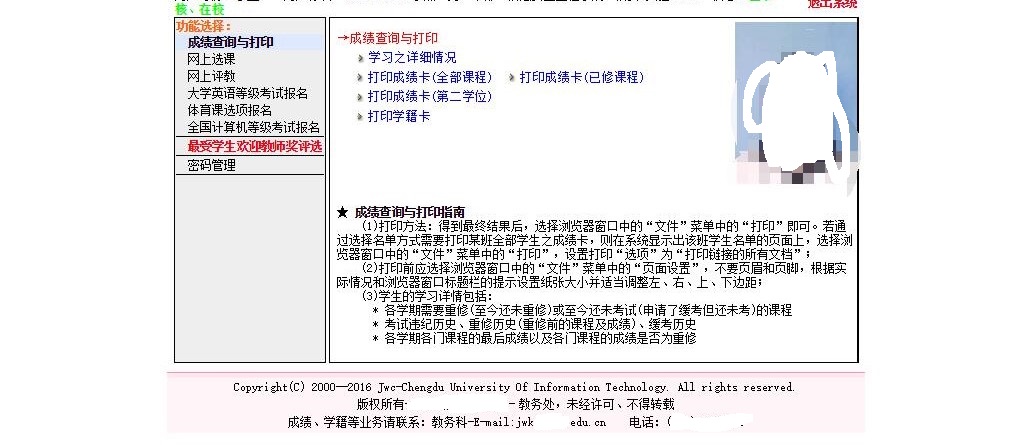 核、在校
退出系统
功能选择：
成绩查询与打印
网上选课
网上评教
大学英语等级考试报名
体育课选项报名
全国计算机等级考试报名
最受学生欢迎教师奖评选
密码管理
→成绩查询与打印
学习之详细情况
打印成绩卡(全部课程) 打印成绩卡(已修课程)
打印成绩卡(第二学位)
打印学籍卡
★ 成绩查询与打印指南
(1)打印方法：得到最终结果后，选择浏览器窗口中的“文件”菜单中的“打印”即可。若通
过选择名单方式需要打印某班全部学生之成绩卡，则在系统显示出该班学生名单的页面上，选择浏
览器窗口中的“文件”菜单中的“打印”，设置打印“选项”为“打印链接的所有文档”；
(2)打印前应选择浏览器窗口中的“文件”菜单中的“页面设置”，不要页眉和页脚，根据实
际情况和浏览器窗口标题栏的提示设置纸张大小并适当调整左、右、上、下边距；
(3)学生的学习详情包括：
* 各学期需要重修(至今还未重修)或至今还未考试(申请了缓考但还未考)的课程
* 考试违纪历史、重修历史(重修前的课程及成绩)、缓考历史
* 各学期各门课程的最后成绩以及各门课程的成绩是否为重修
Copyright(C) 2000—2016 Jwc-Chengdu University Of Information Technology. All rights reserved.
版权所有 - 教务处，未经许可、不得转载
成绩、学籍等业务请联系：教务科-E-mail:jwk edu.cn 电话：(